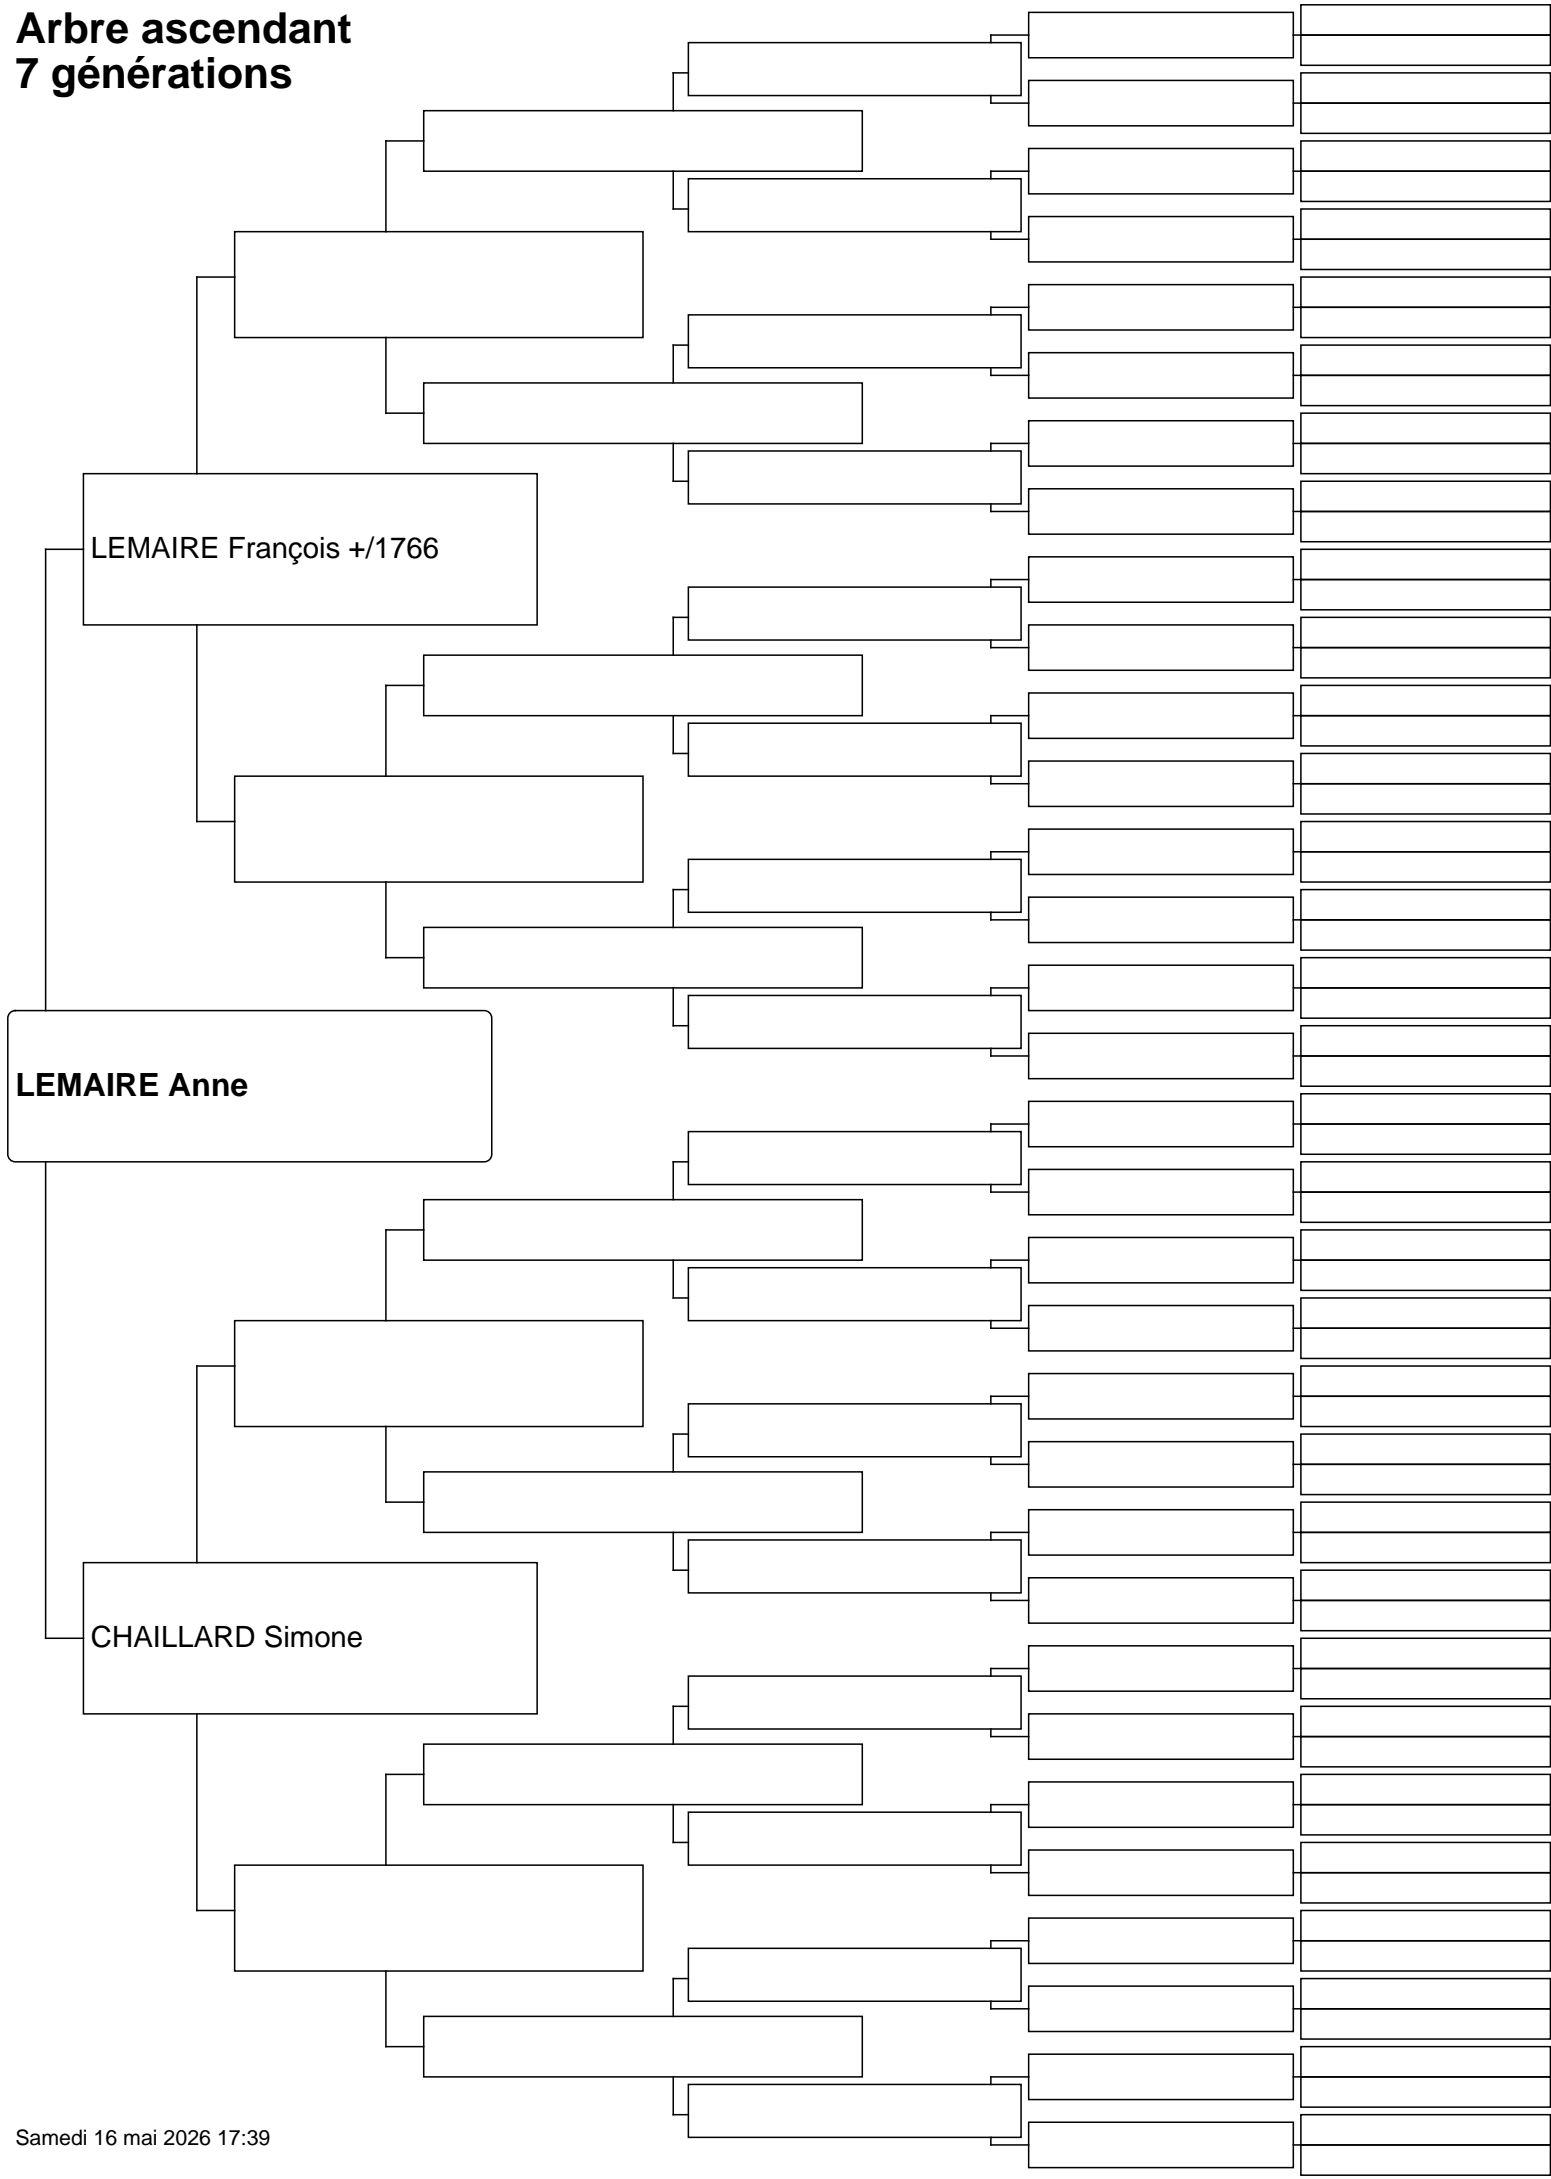 Arbre ascendant
7 générations
LEMAIRE François +/1766
LEMAIRE Anne
CHAILLARD Simone
Samedi 16 mai 2026 17:39